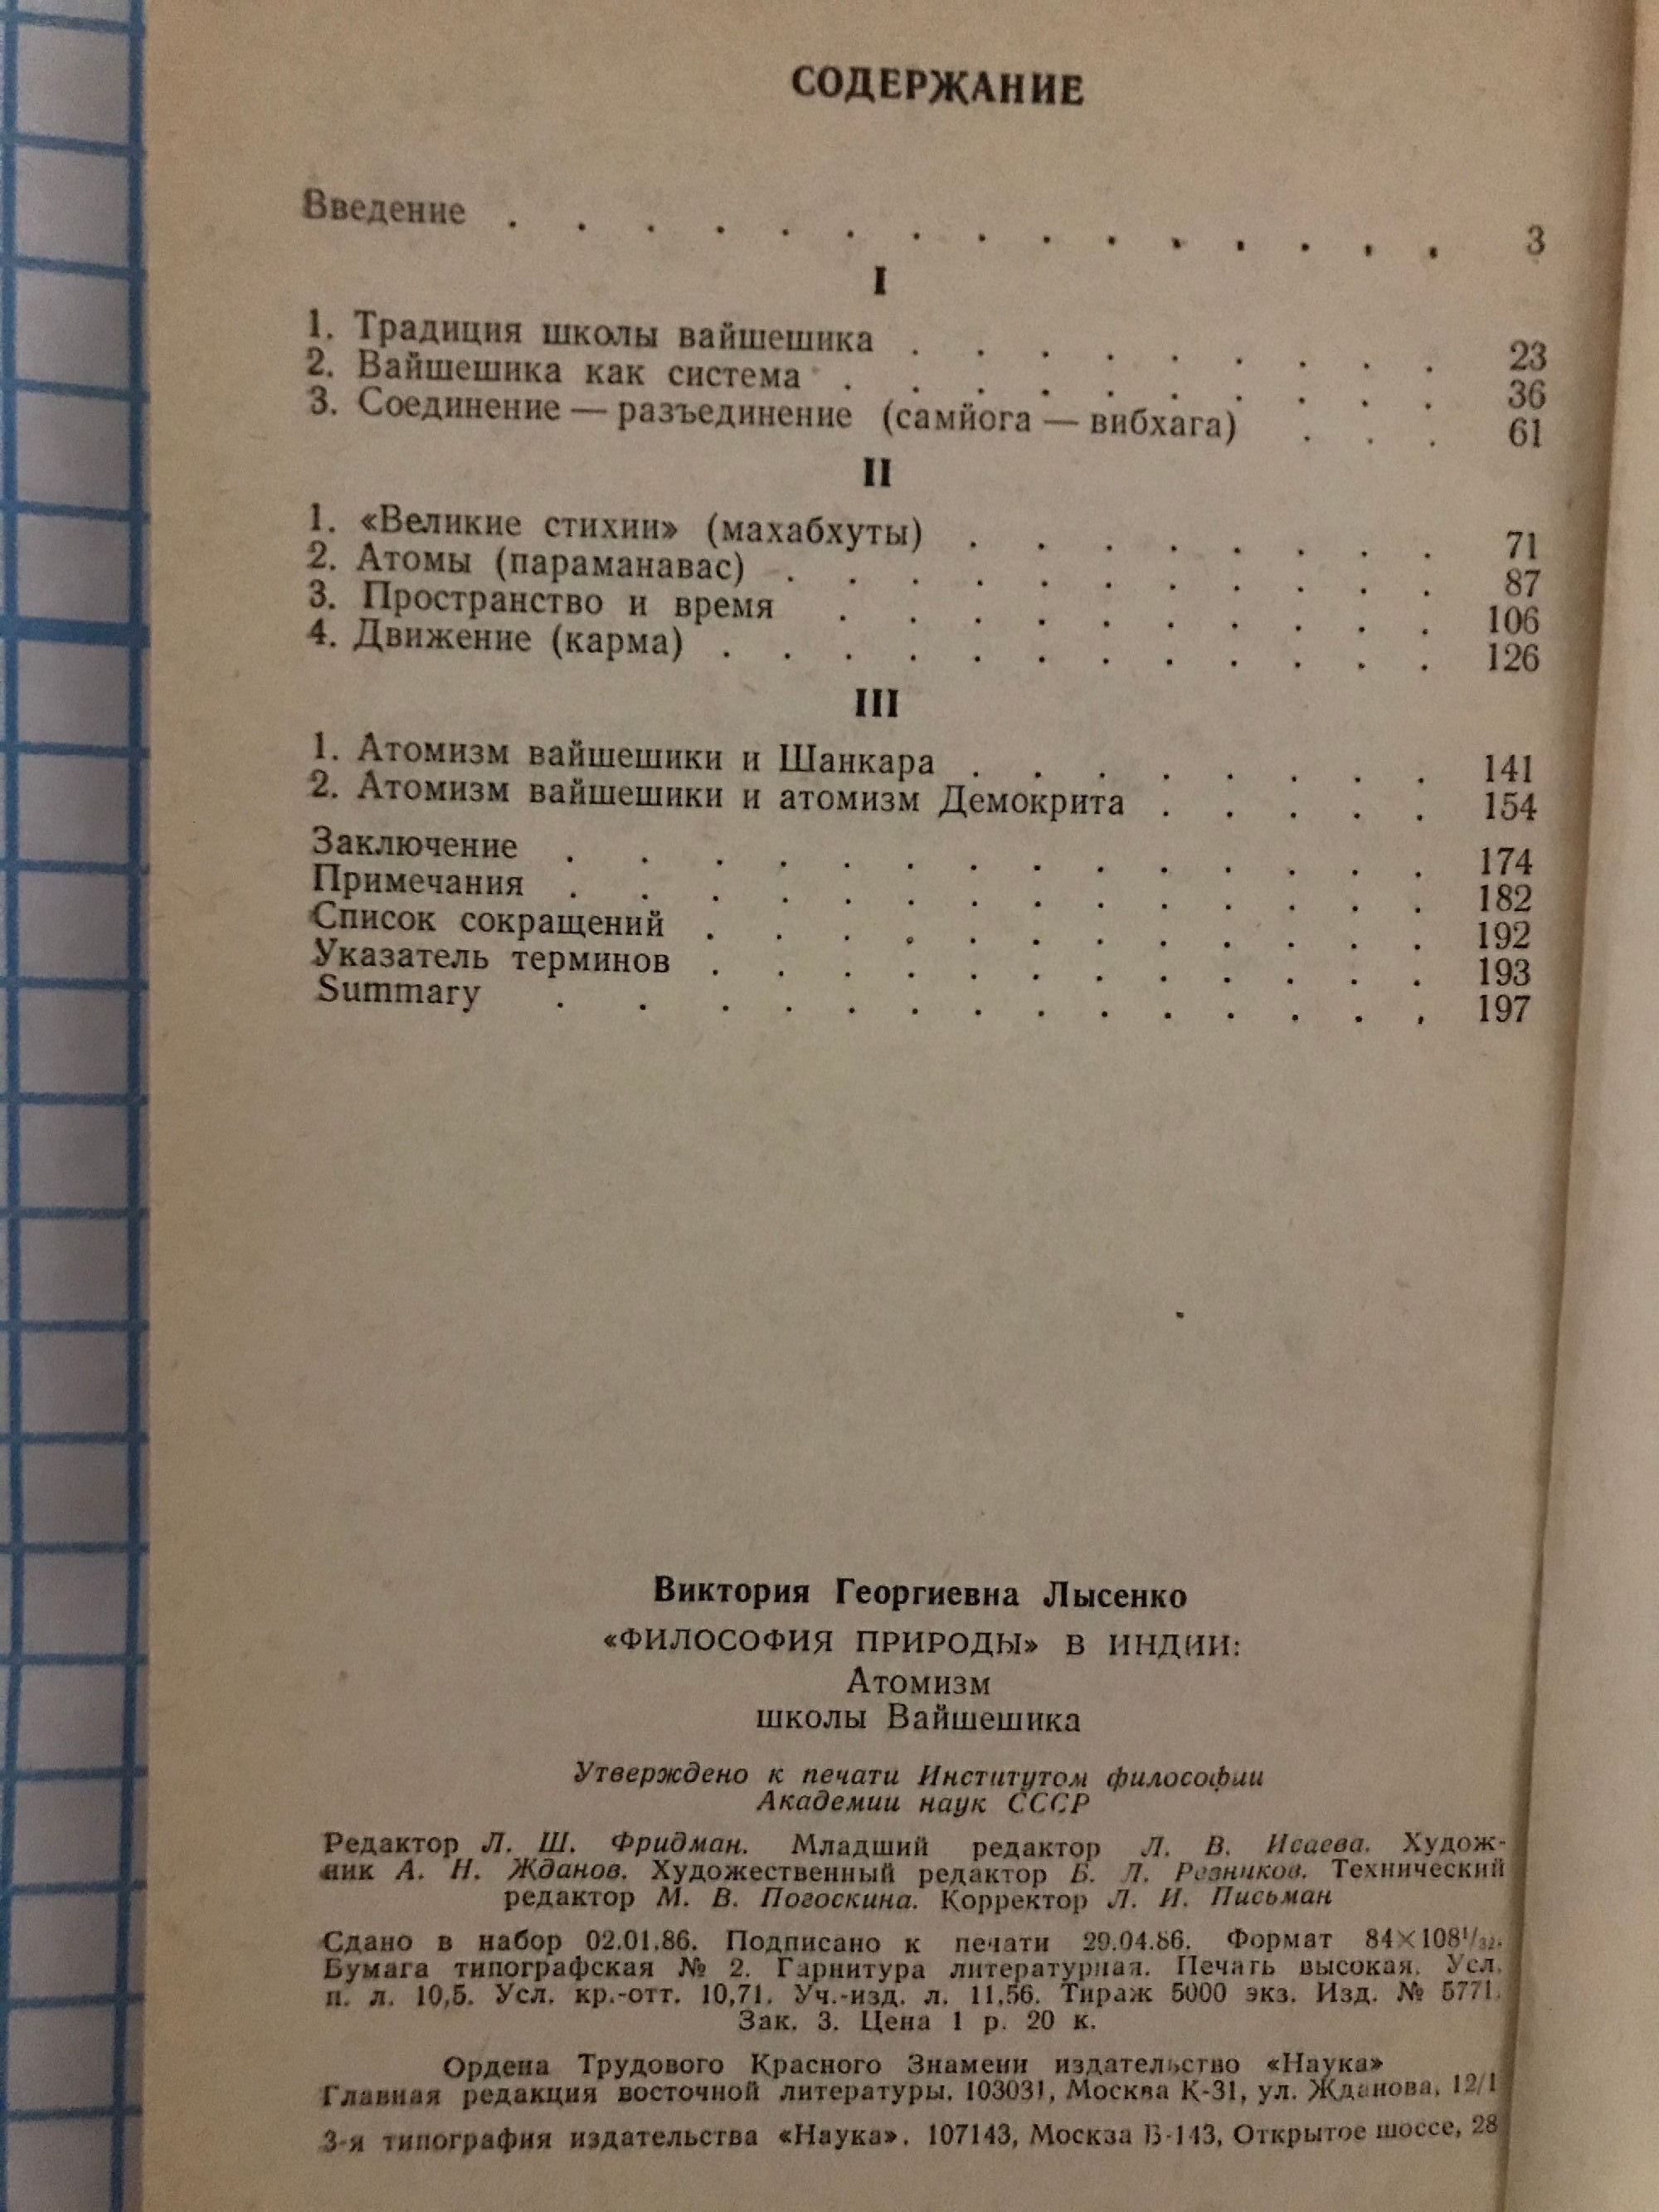 СОДЕРЖАНИЕ
Введение . . . . . . . . . . . . . . . 3
I
1. Традиция школы вайшешика . . . . . . . . . 23
2. Вайшешика как система . . . . . . . . . . 36
3. Соединение — разъединение (самйога — вибхага) . . . 61
II
1. «Великие стихии» (махабхуты) . . . . . . . . 71
2. Атомы (параманавас) . . . . . . . . . . . 87
3. Пространство и время . . . . . . . . . . 106
4. Движение (карма) . . . . . . . . . . . . 126
III
1. Атомизм вайшешики и Шанкара . . . . . . . . 141
2. Атомизм вайшешики и атомизм Демокрита . . . . . 154
Заключение . . . . . . . . . . . . . . 174
Примечания . . . . . . . . . . . . . . 182
Список сокращений . . . . . . . . . . . . 192
Указатель терминов . . . . . . . . . . . . 193
Summary . . . . . . . . . . . . . . 197
Виктория Георгиевна Лысенко
«ФИЛОСОФИЯ ПРИРОДЫ» В ИНДИИ:
Атомизм
школы Вайшешика
Утверждено к печати Институтом философии
Академии наук СССР
Редактор Л. Ш. Фридман. Младший редактор Л. В. Исаева. Худож-
ник А. Н. Жданов. Художественный редактор Б. Л. Резников. Технический
редактор М. В. Погоскина. Корректор Л. И. Письман
Сдано в набор 02.01.86. Подписано к печати 29.04.86. Формат 84×108¹/₃₂.
Бумага типографская № 2. Гарнитура литературная. Печать высокая. Усл.
п. л. 10,5. Усл. кр.-отт. 10,71. Уч.-изд. л. 11,56. Тираж 5000 экз. Изд. № 5771.
Зак. 3. Цена 1 р. 20 к.
Ордена Трудового Красного Знамени издательство «Наука»
Главная редакция восточной литературы. 103031, Москва К-31, ул. Жданова, 12/1
3-я типография издательства «Наука». 107143, Москва Б-143, Открытое шоссе, 28